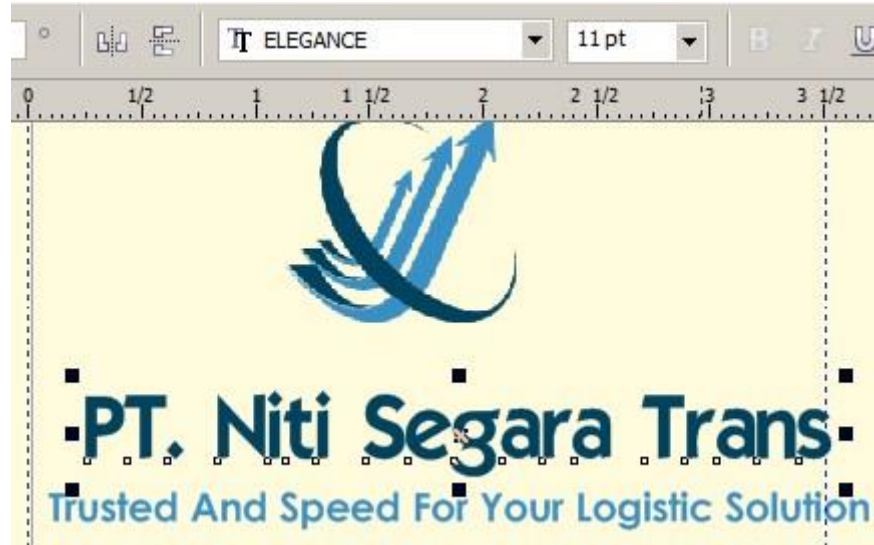 ° ELEGANCE 11 pt B I U
0 1/2 1 1 1/2 2 2 1/2 3 3 1/2
PT. Niti Segara Trans
Trusted And Speed For Your Logistic Solution